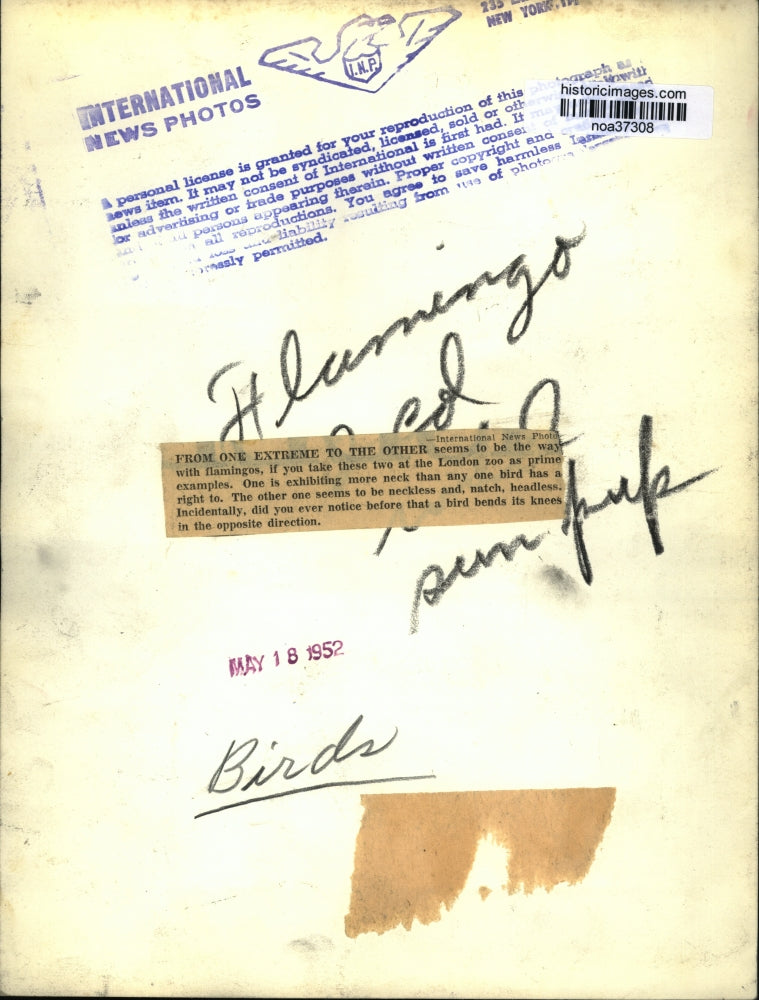 235
NEW YORK
I.N.P.
INTERNATIONAL
NEWS PHOTOS
historicimages.com
noa37308
A personal license is granted for your reproduction of this photograph as
news item. It may not be syndicated, licensed, sold or
unless the written consent of International is first had. It
for advertising or trade purposes without written consent of
persons appearing therein. Proper copyright and
all reproductions. You agree to save harmless
loss and liability resulting from use of
permitted.
Flamingo
col
—International News Photo
FROM ONE EXTREME TO THE OTHER seems to be the way
with flamingos, if you take these two at the London zoo as prime
examples. One is exhibiting more neck than any one bird has a
right to. The other one seems to be neckless and, natch, headless.
Incidentally, did you ever notice before that a bird bends its knees
in the opposite direction.
sun pup
MAY 18 1952
Birds